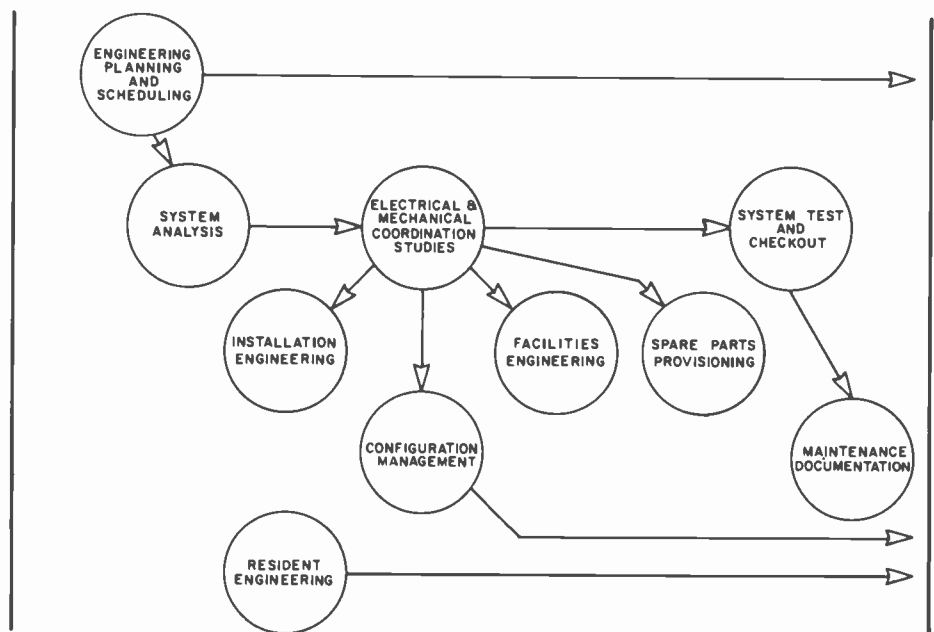 ENGINEERING
PLANNING
AND
SCHEDULING
SYSTEM
ANALYSIS
ELECTRICAL &
MECHANICAL
COORDINATION
STUDIES
SYSTEM TEST
AND
CHECKOUT
INSTALLATION
ENGINEERING
FACILITIES
ENGINEERING
SPARE PARTS
PROVISIONING
CONFIGURATION
MANAGEMENT
MAINTENANCE
DOCUMENTATION
RESIDENT
ENGINEERING